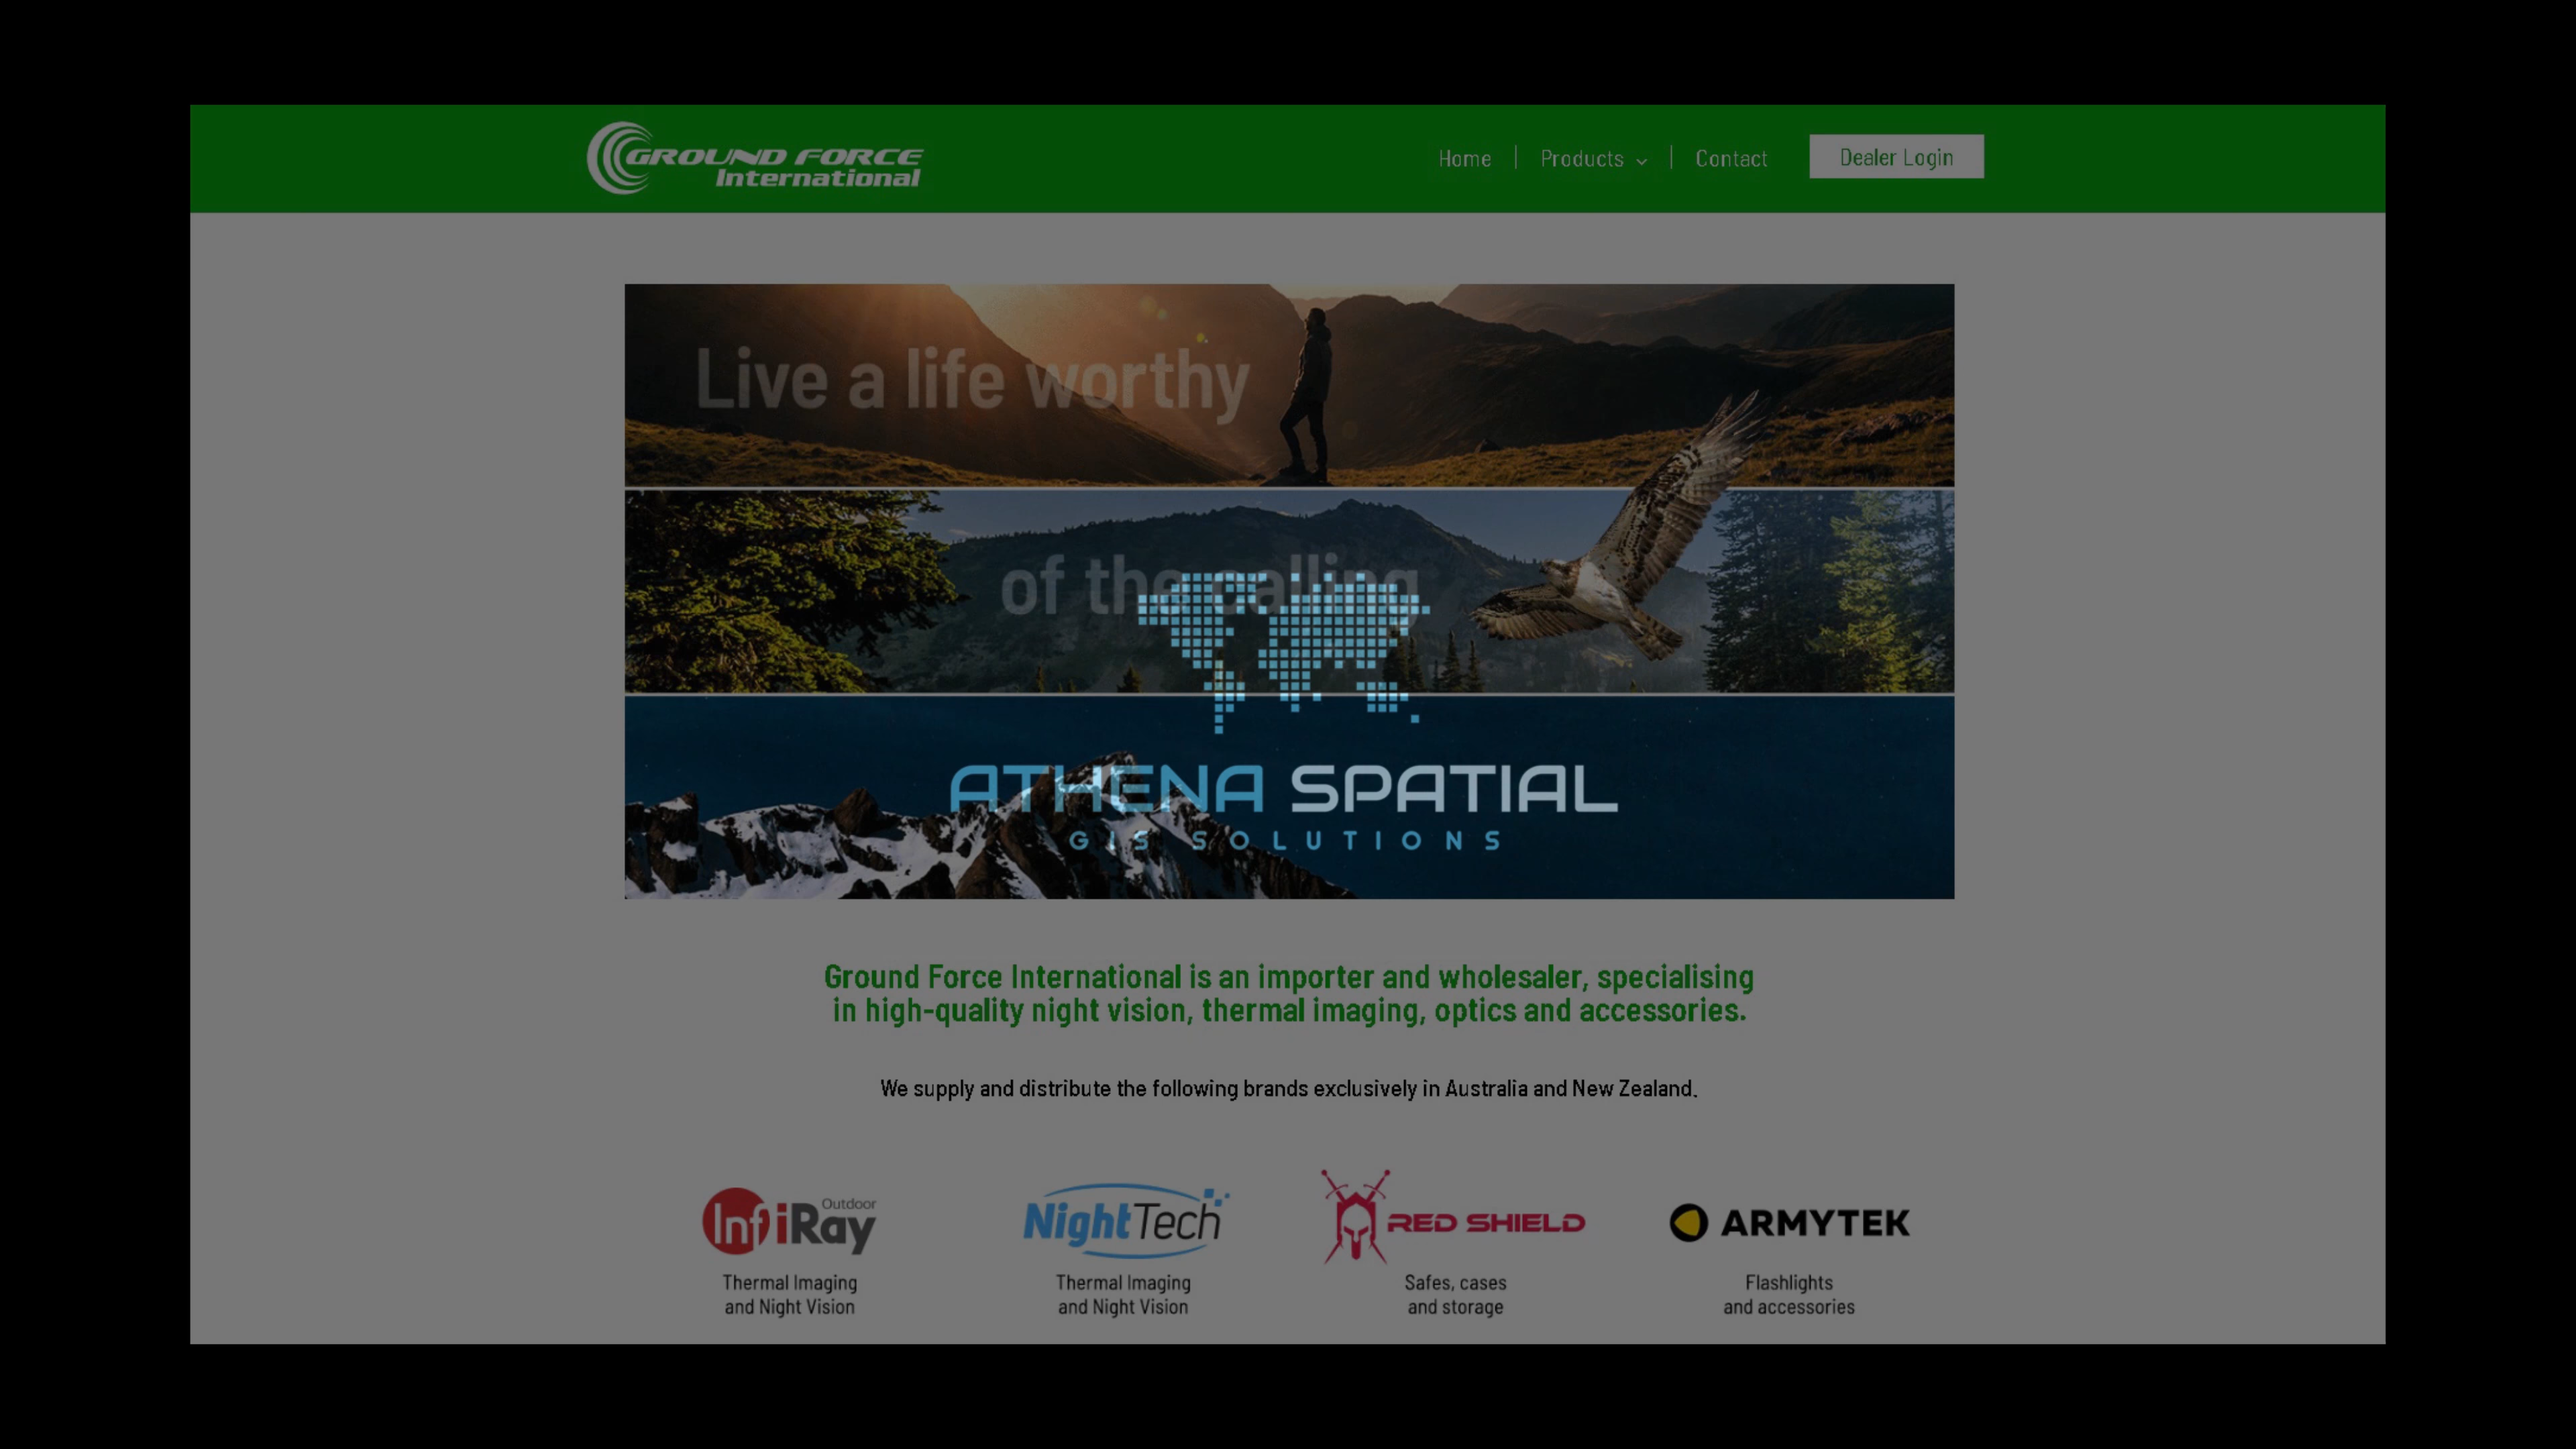 GROUND FORCE
International
Home
Products
Contact
Dealer Login
Live a life worthy
of the calling
ATHENA SPATIAL
GIS SOLUTIONS
Ground Force International is an importer and wholesaler, specialising
in high-quality night vision, thermal imaging, optics and accessories.
We supply and distribute the following brands exclusively in Australia and New Zealand.
InfiRay Outdoor
Thermal Imaging
and Night Vision
NightTech
Thermal Imaging
and Night Vision
RED SHIELD
Safes, cases
and storage
ARMYTEK
Flashlights
and accessories